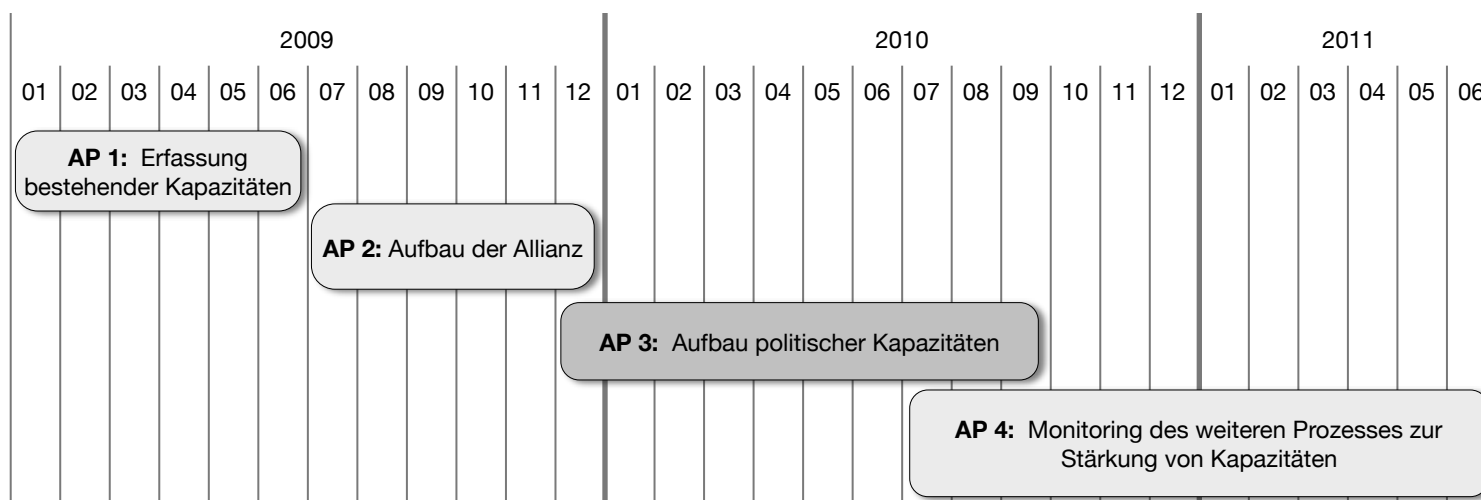 2009 2010 2011
01 02 03 04 05 06 07 08 09 10 11 12 01 02 03 04 05 06 07 08 09 10 11 12 01 02 03 04 05 06
AP 1: Erfassung
bestehender Kapazitäten
AP 2: Aufbau der Allianz
AP 3: Aufbau politischer Kapazitäten
AP 4: Monitoring des weiteren Prozesses zur
Stärkung von Kapazitäten